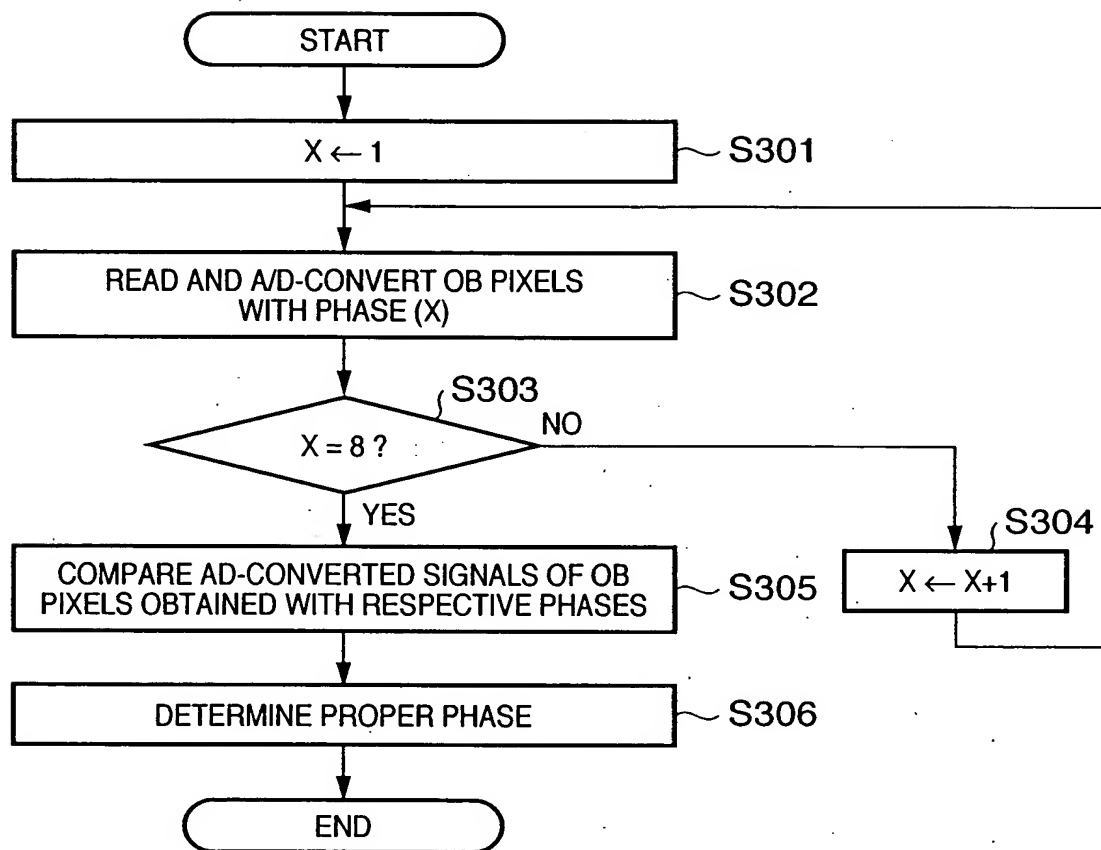 START
X ← 1
S301
READ AND A/D-CONVERT OB PIXELS
WITH PHASE (X)
S302
S303
X = 8 ?
NO
YES
S304
X ← X+1
COMPARE AD-CONVERTED SIGNALS OF OB
PIXELS OBTAINED WITH RESPECTIVE PHASES
S305
DETERMINE PROPER PHASE
S306
END